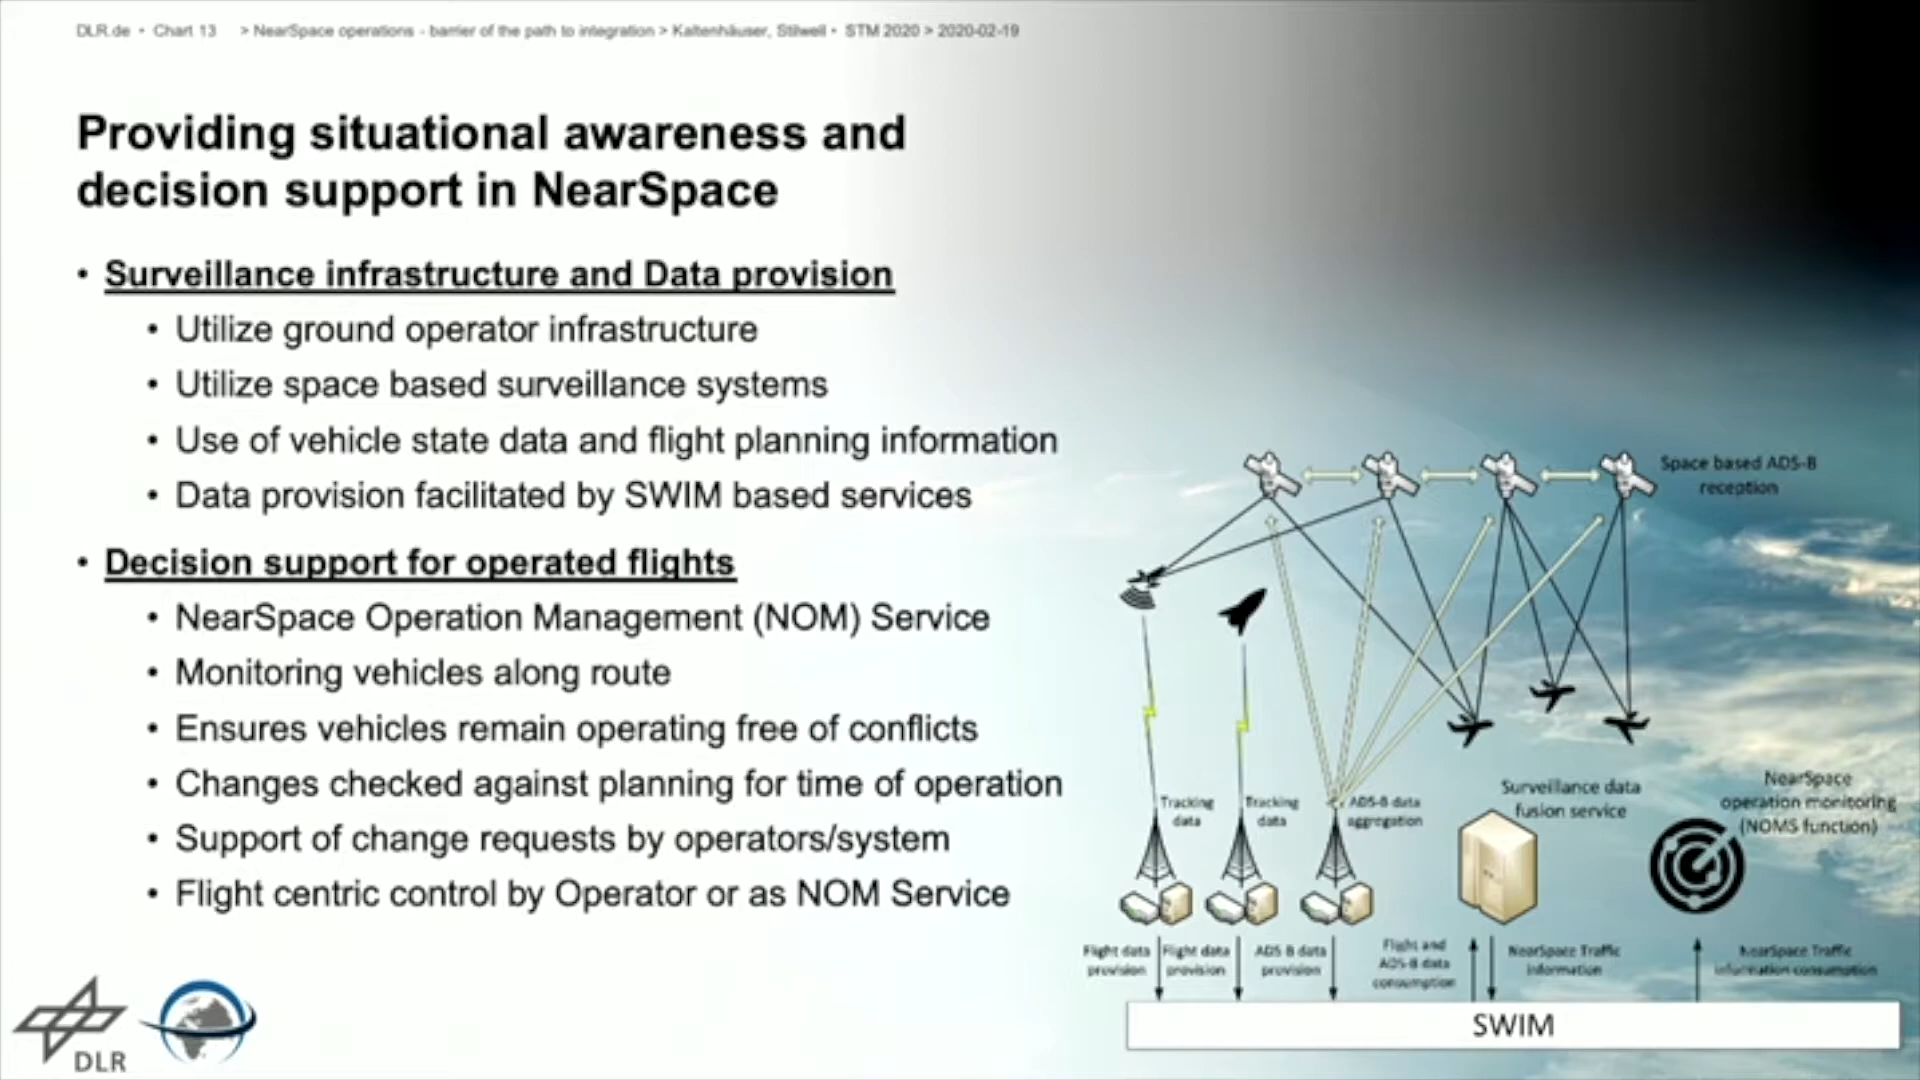 DLR.de • Chart 13 > NearSpace operations - barrier of the path to integration > Kaltenhäuser, Stilwell • STM 2020 > 2020-02-19
Providing situational awareness and
decision support in NearSpace
• Surveillance infrastructure and Data provision
• Utilize ground operator infrastructure
• Utilize space based surveillance systems
• Use of vehicle state data and flight planning information
• Data provision facilitated by SWIM based services
• Decision support for operated flights
• NearSpace Operation Management (NOM) Service
• Monitoring vehicles along route
• Ensures vehicles remain operating free of conflicts
• Changes checked against planning for time of operation
• Support of change requests by operators/system
• Flight centric control by Operator or as NOM Service
Space based ADS-B
reception
Tracking
data
Tracking
data
ADS-B data
aggregation
Surveillance data
fusion service
NearSpace
operation monitoring
(NOMS function)
Flight data
provision
Flight data
provision
ADS-B data
provision
Flight and
ADS-B data
consumption
NearSpace Traffic
information
NearSpace Traffic
information consumption
SWIM
DLR